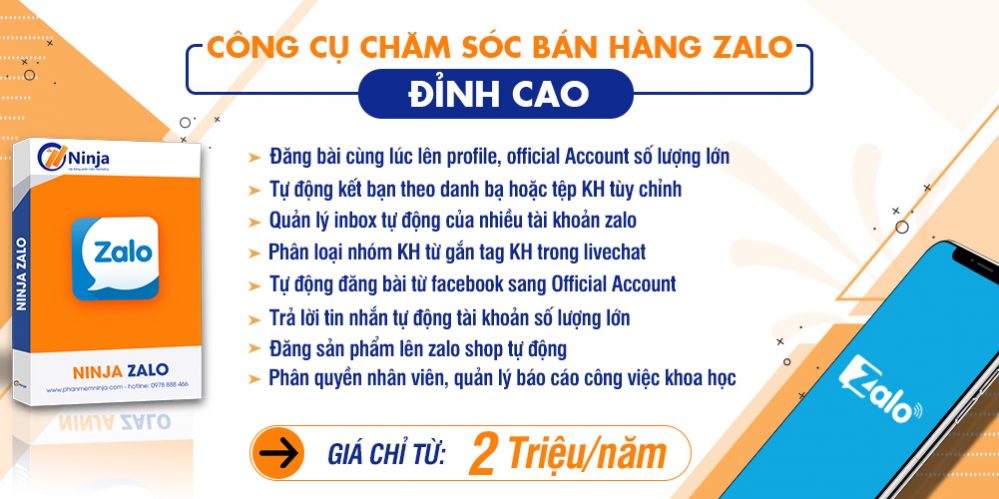 CÔNG CỤ CHĂM SÓC BÁN HÀNG ZALO
ĐỈNH CAO
Đăng bài cùng lúc lên profile, official Account số lượng lớn
Tự động kết bạn theo danh bạ hoặc tệp KH tùy chỉnh
Quản lý inbox tự động của nhiều tài khoản zalo
Phân loại nhóm KH từ gắn tag KH trong livechat
Tự động đăng bài từ facebook sang Official Account
Trả lời tin nhắn tự động tài khoản số lượng lớn
Đăng sản phẩm lên zalo shop tự động
Phân quyền nhân viên, quản lý báo cáo công việc khoa học
GIÁ CHỈ TỪ: 2 Triệu/năm
Ninja
Zalo
NINJA ZALO
NINJA ZALO
www.phanmemninja.com - hotline: 0978 888 466
Zalo